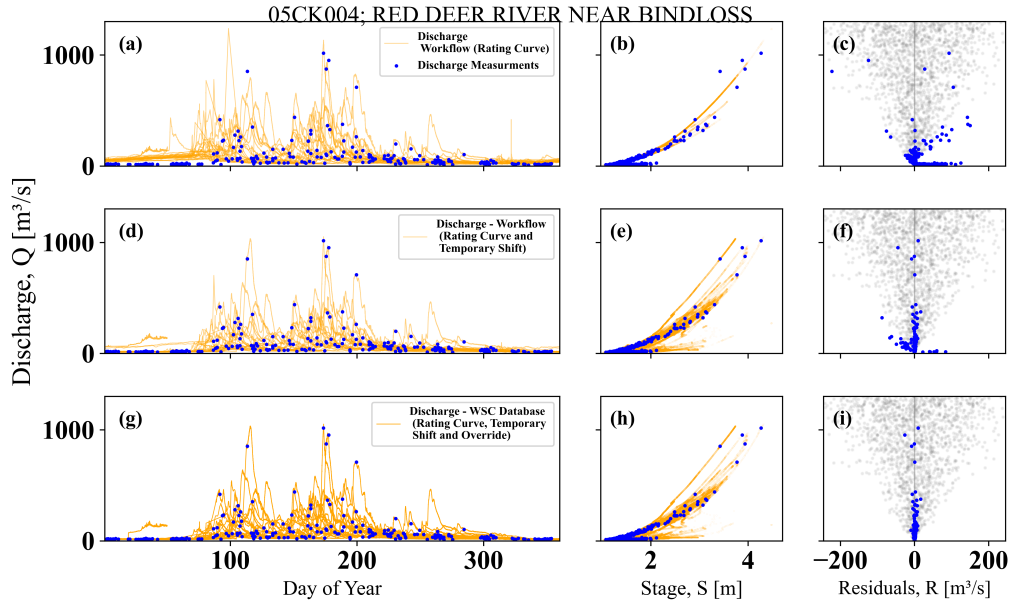 05CK004; RED DEER RIVER NEAR BINDLOSS
(a)
Discharge
Workflow (Rating Curve)
Discharge Measurments
(b)
(c)
1000
0
(d)
Discharge - Workflow
(Rating Curve and
Temporary Shift)
(e)
(f)
1000
0
(g)
Discharge - WSC Database
(Rating Curve, Temporary
Shift and Override)
(h)
(i)
1000
0
Discharge, Q [m³/s]
100 200 300
2 4
−200 0 200
Day of Year
Stage, S [m]
Residuals, R [m³/s]